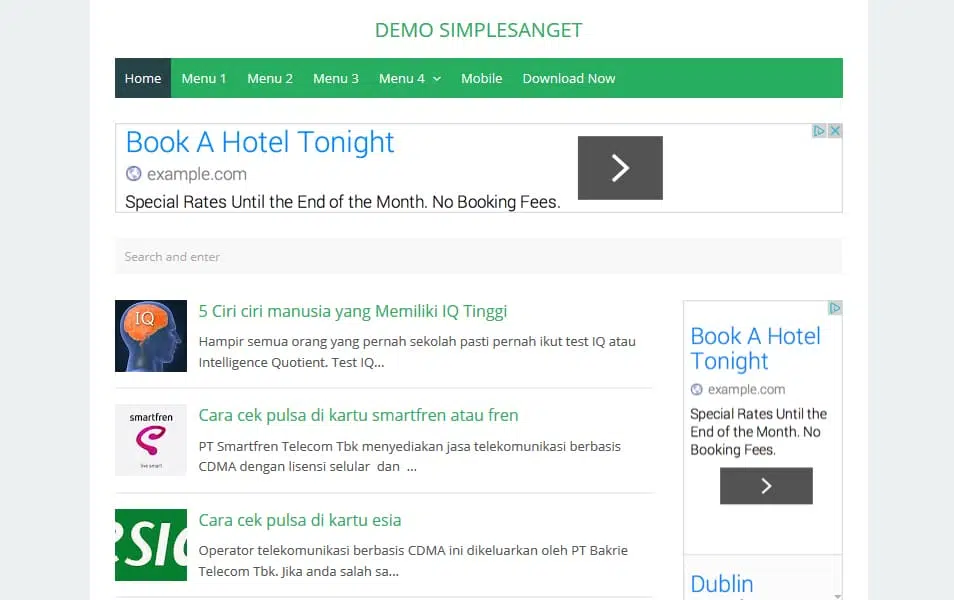 DEMO SIMPLESANGET
Home Menu 1 Menu 2 Menu 3 Menu 4 Mobile Download Now
Book A Hotel Tonight
example.com
Special Rates Until the End of the Month. No Booking Fees.
Search and enter
IQ
5 Ciri ciri manusia yang Memiliki IQ Tinggi
Hampir semua orang yang pernah sekolah pasti pernah ikut test IQ atau
Intelligence Quotient. Test IQ...
smartfren
live smart
Cara cek pulsa di kartu smartfren atau fren
PT Smartfren Telecom Tbk menyediakan jasa telekomunikasi berbasis
CDMA dengan lisensi selular  dan  ...
Cara cek pulsa di kartu esia
Operator telekomunikasi berbasis CDMA ini dikeluarkan oleh PT Bakrie
Telecom Tbk. Jika anda salah sa...
Book A Hotel
Tonight
example.com
Special Rates Until the
End of the Month. No
Booking Fees.
Dublin